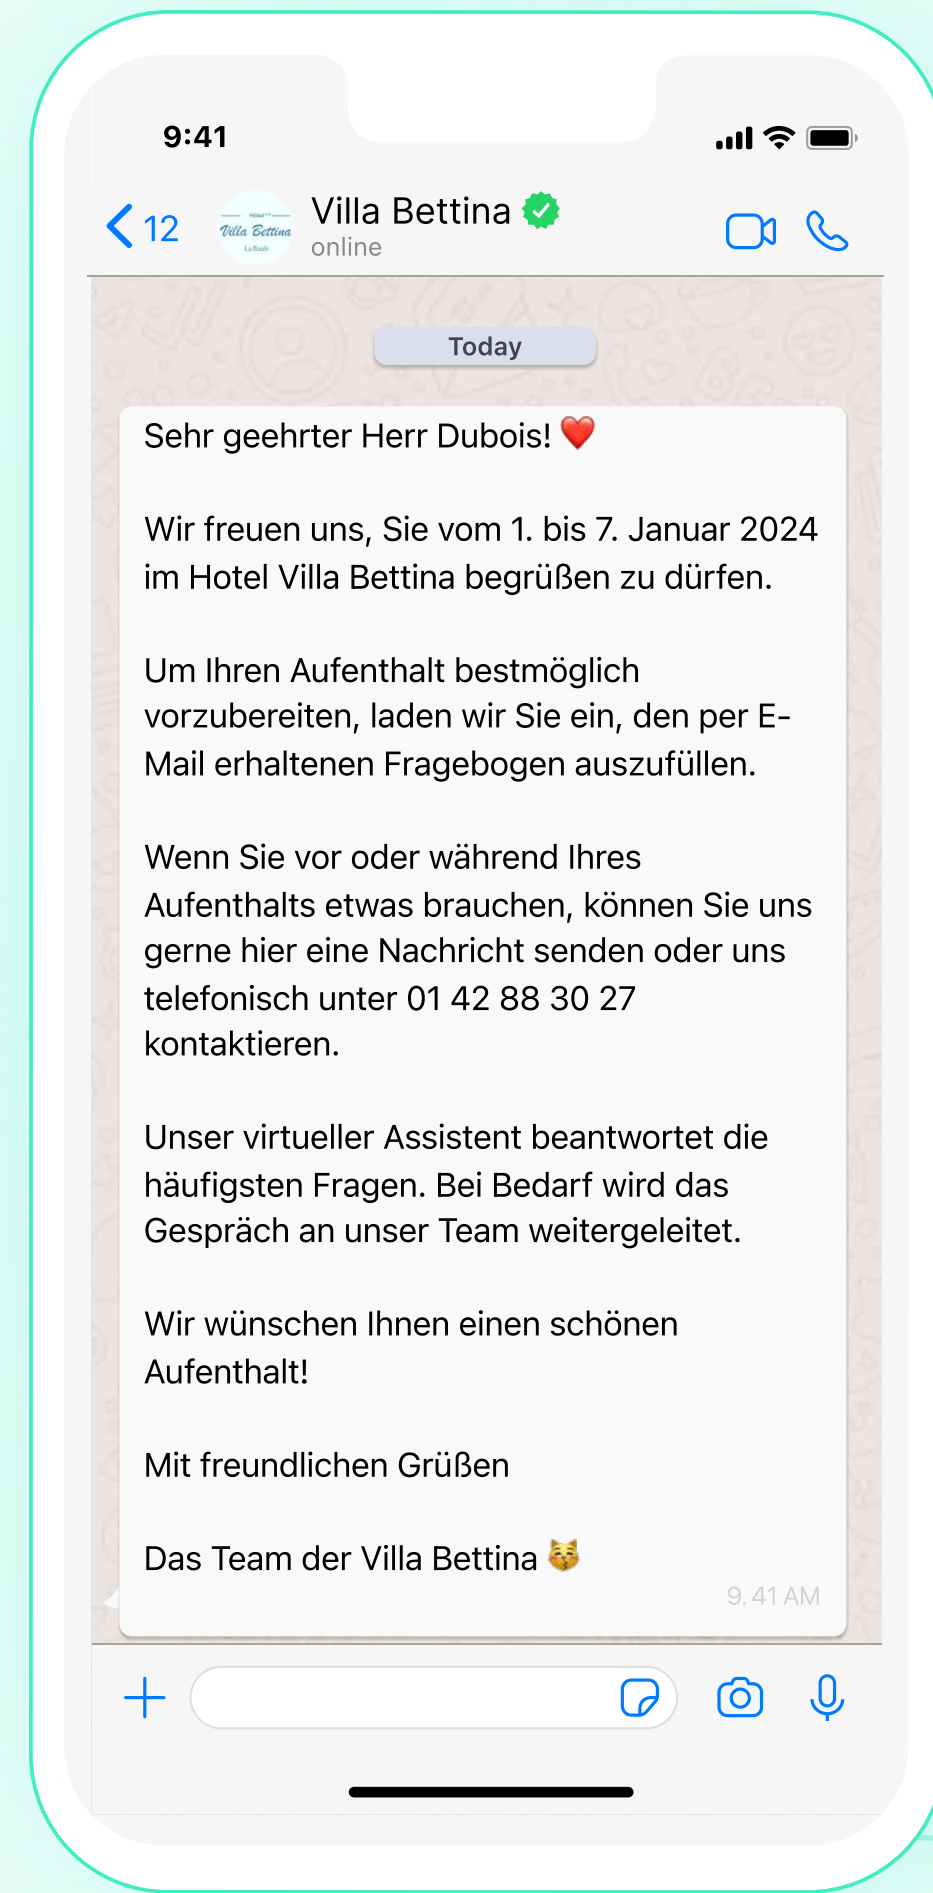 9:41
12
Hôtel***
Villa Bettina
La Baule
Villa Bettina
online
Today
Sehr geehrter Herr Dubois! ❤️
Wir freuen uns, Sie vom 1. bis 7. Januar 2024
im Hotel Villa Bettina begrüßen zu dürfen.
Um Ihren Aufenthalt bestmöglich
vorzubereiten, laden wir Sie ein, den per E-
Mail erhaltenen Fragebogen auszufüllen.
Wenn Sie vor oder während Ihres
Aufenthalts etwas brauchen, können Sie uns
gerne hier eine Nachricht senden oder uns
telefonisch unter 01 42 88 30 27
kontaktieren.
Unser virtueller Assistent beantwortet die
häufigsten Fragen. Bei Bedarf wird das
Gespräch an unser Team weitergeleitet.
Wir wünschen Ihnen einen schönen
Aufenthalt!
Mit freundlichen Grüßen
Das Team der Villa Bettina 😽
9.41 AM